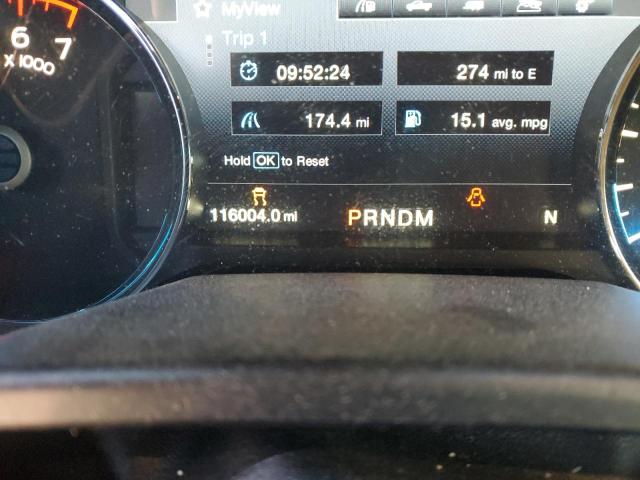 MyView
Trip 1
6 7
x 1000
09:52:24 274 mi to E
174.4 mi 15.1 avg. mpg
Hold OK to Reset
116004.0 mi PRNDM N